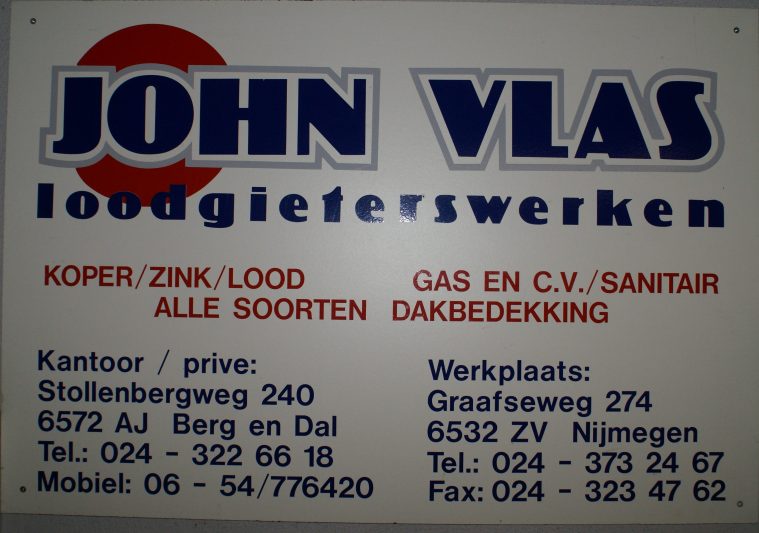 JOHN VLAS
loodgieterswerken
KOPER/ZINK/LOOD GAS EN C.V./SANITAIR
ALLE SOORTEN DAKBEDEKKING
Kantoor / prive:
Stollenbergweg 240
6572 AJ Berg en Dal
Tel.: 024 - 322 66 18
Mobiel: 06 - 54/776420
Werkplaats:
Graafseweg 274
6532 ZV Nijmegen
Tel.: 024 - 373 24 67
Fax: 024 - 323 47 62